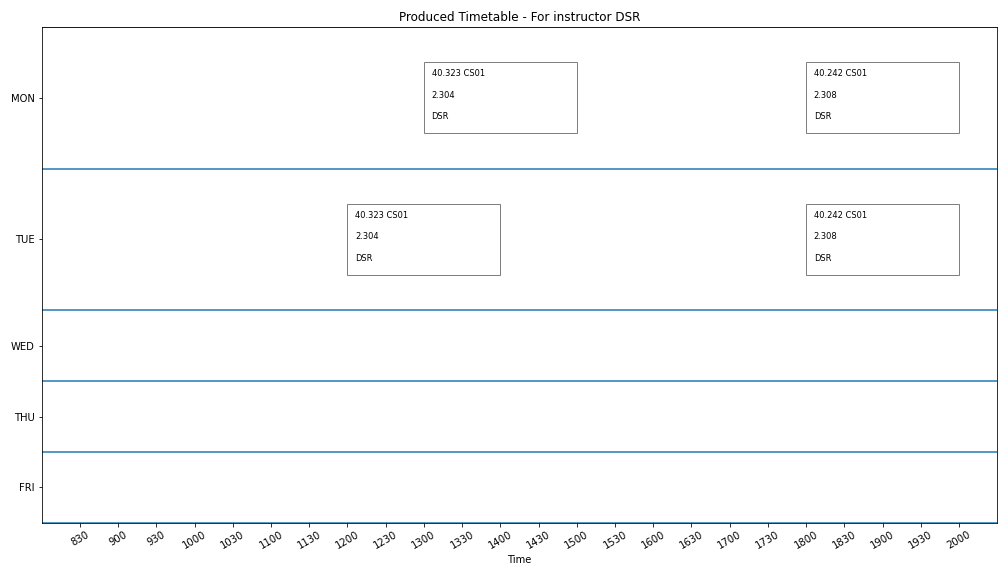 Produced Timetable - For instructor DSR
MON
40.323 CS01
2.304
DSR
40.242 CS01
2.308
DSR
TUE
40.323 CS01
2.304
DSR
40.242 CS01
2.308
DSR
WED
THU
FRI
830 900 930 1000 1030 1100 1130 1200 1230 1300 1330 1400 1430 1500 1530 1600 1630 1700 1730 1800 1830 1900 1930 2000
Time